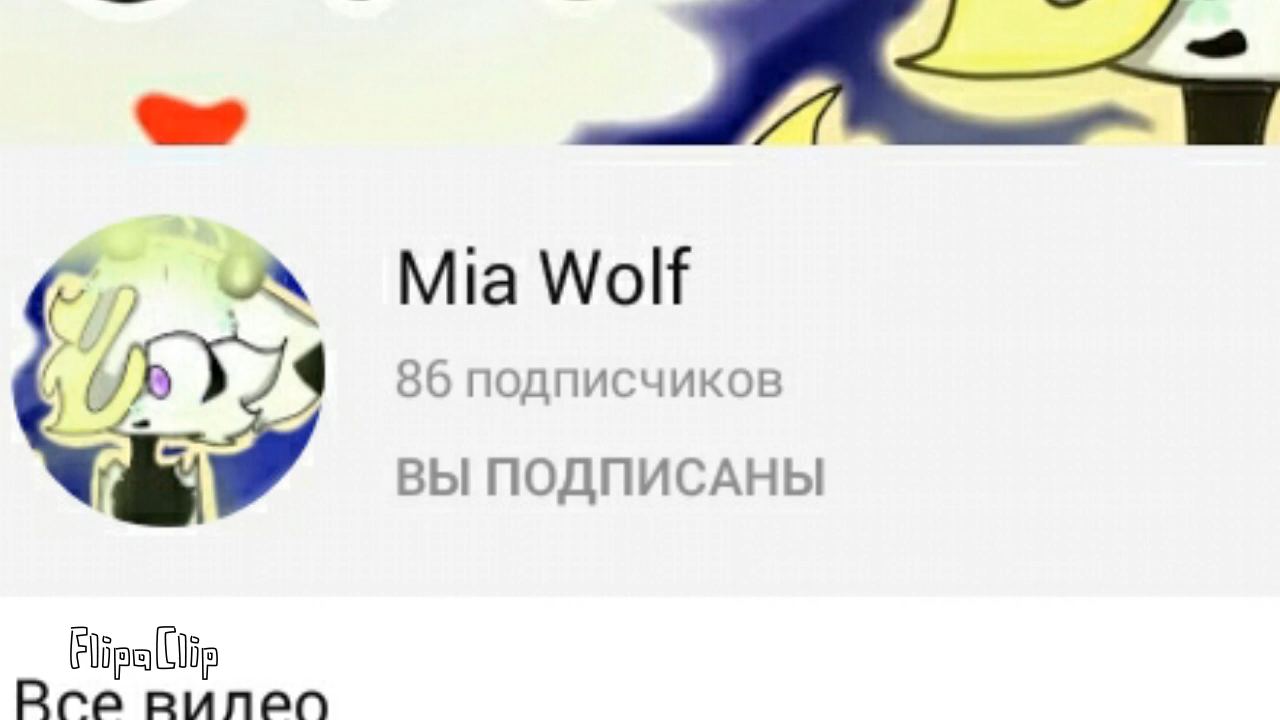 Mia Wolf
86 подписчиков
ВЫ ПОДПИСАНЫ
FlipaClip
Все видео